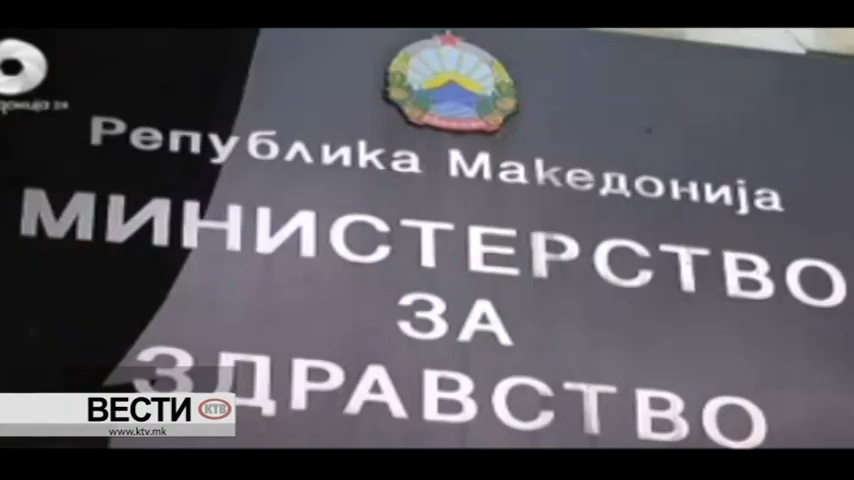 Република Македонија
МИНИСТЕРСТВО
ЗА
ЗДРАВСТВО
ВЕСТИ КТВ
www.ktv.mk